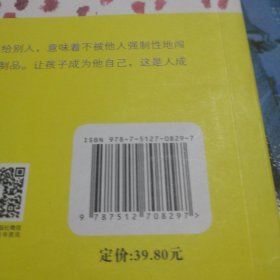 给别人，意味着不被他人强制性地闯
制品。让孩子成为他自己，这是人成
ISBN 978-7-5127-0829-7
9 787512 708297 >
定价:39.80元